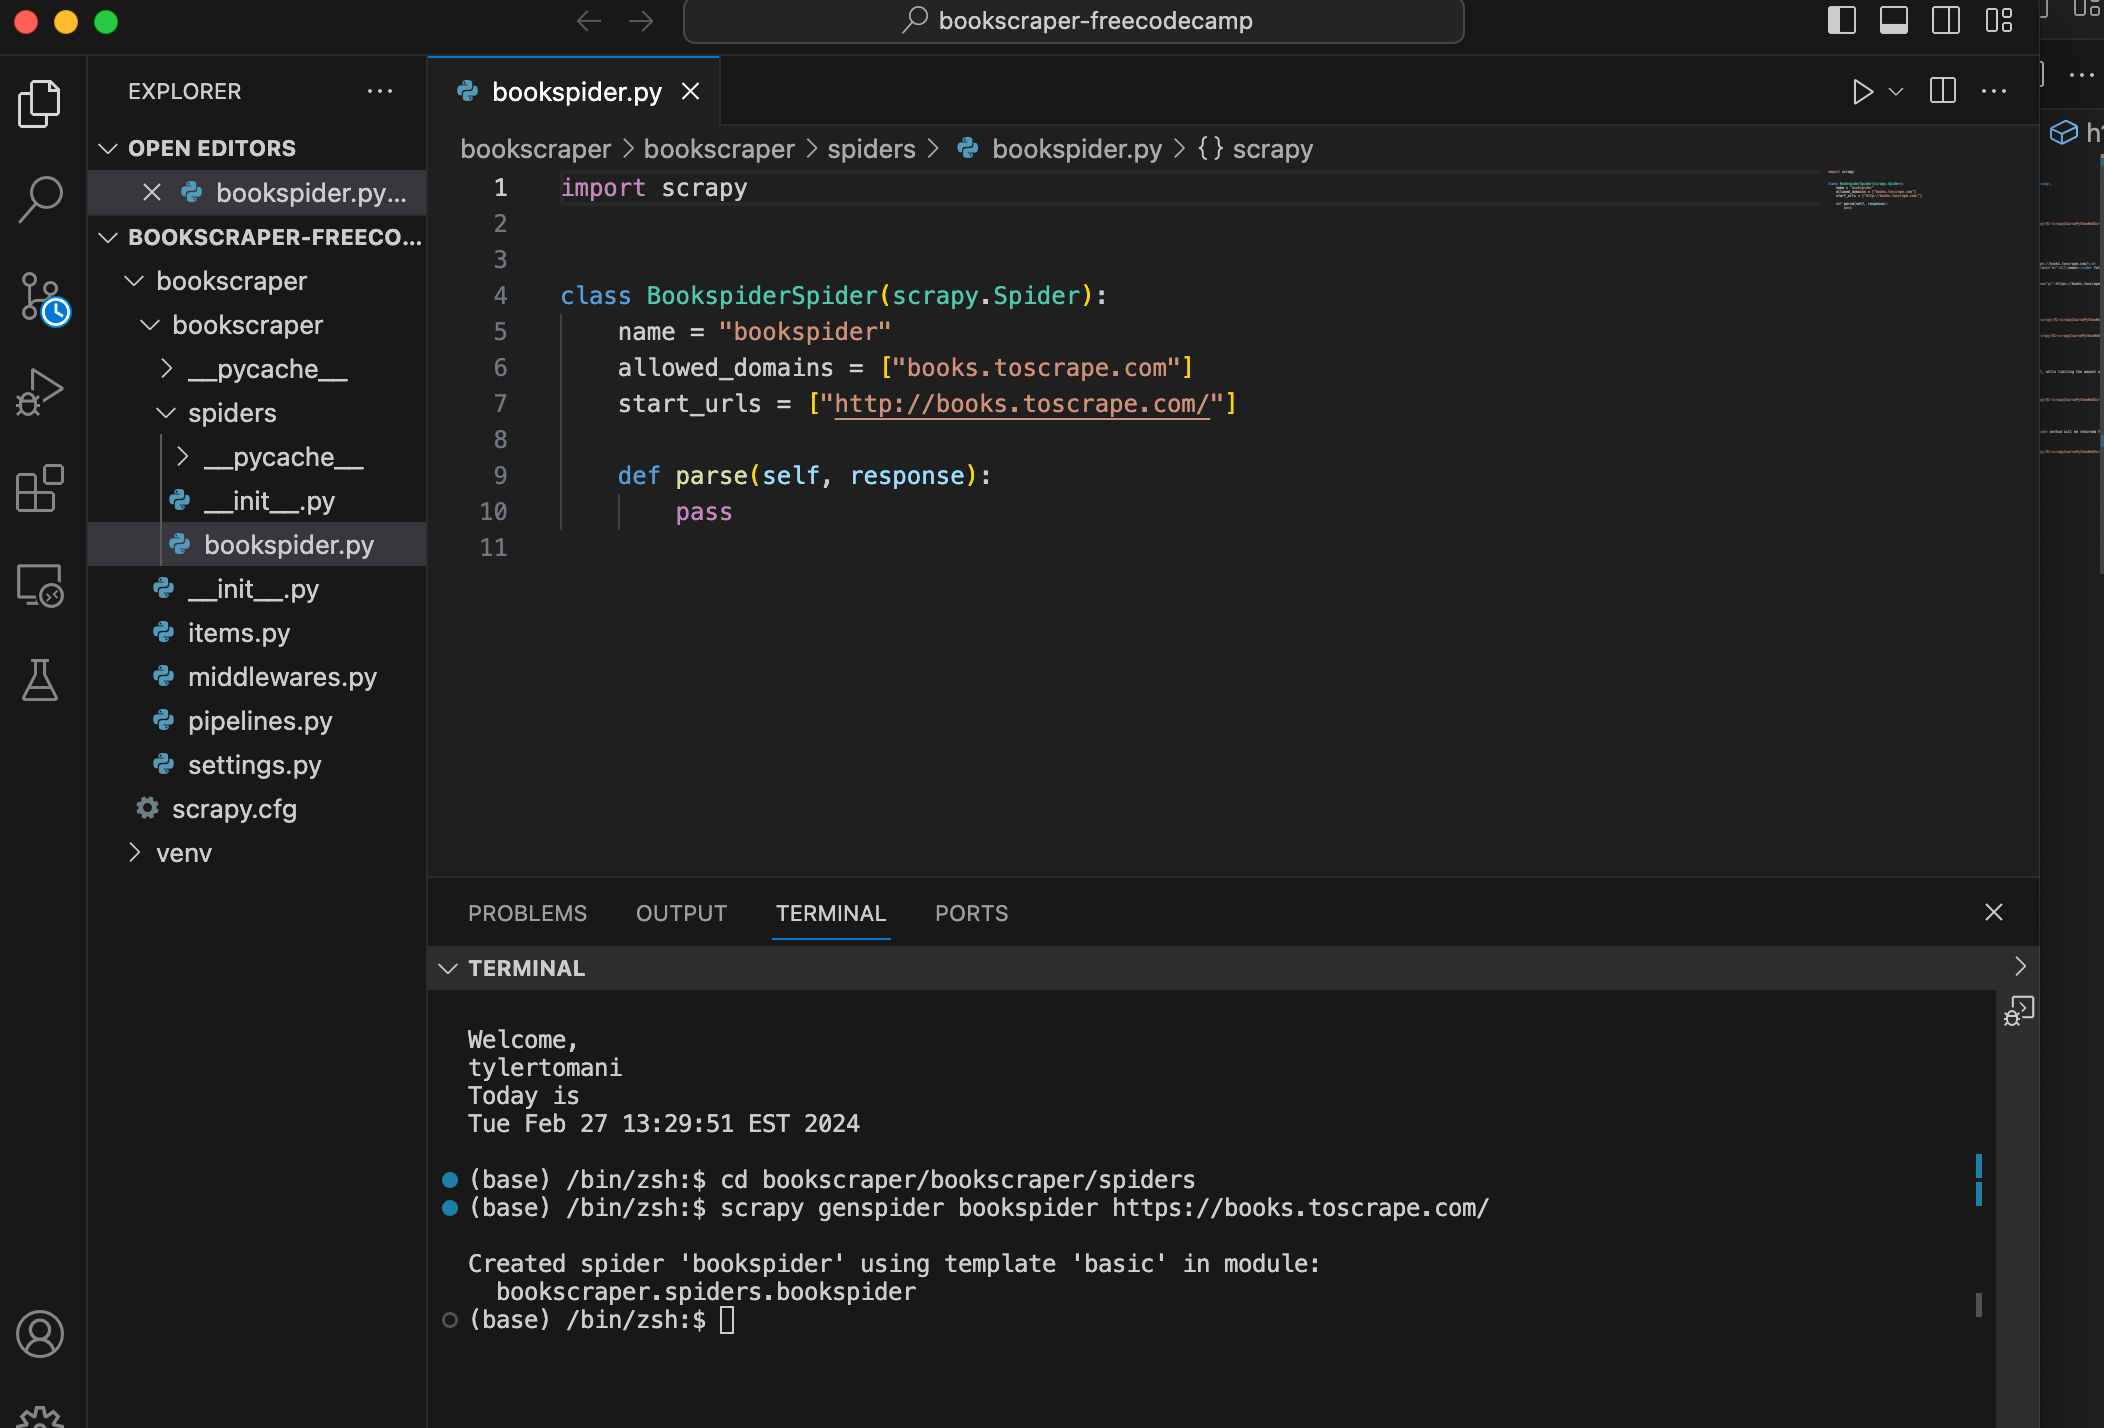 bookscraper-freecodecamp
EXPLORER
OPEN EDITORS
bookspider.py...
BOOKSCRAPER-FREECO...
bookscraper
bookscraper
__pycache__
spiders
__pycache__
__init__.py
bookspider.py
__init__.py
items.py
middlewares.py
pipelines.py
settings.py
scrapy.cfg
venv
bookspider.py
bookscraper > bookscraper > spiders > bookspider.py > {} scrapy
1 import scrapy
2
3
4 class BookspiderSpider(scrapy.Spider):
5 name = "bookspider"
6 allowed_domains = ["books.toscrape.com"]
7 start_urls = ["http://books.toscrape.com/"]
8
9 def parse(self, response):
10 pass
11
PROBLEMS OUTPUT TERMINAL PORTS
TERMINAL
Welcome,
tylertomani
Today is
Tue Feb 27 13:29:51 EST 2024
(base) /bin/zsh:$ cd bookscraper/bookscraper/spiders
(base) /bin/zsh:$ scrapy genspider bookspider https://books.toscrape.com/
Created spider 'bookspider' using template 'basic' in module:
bookscraper.spiders.bookspider
(base) /bin/zsh:$